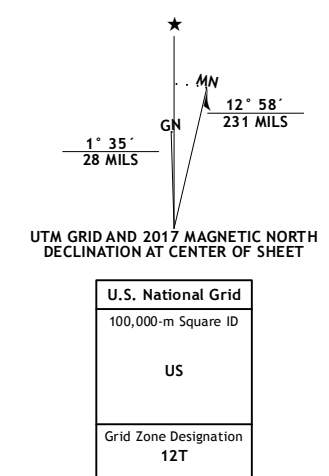 ★
MN
GN
12° 58´
231 MILS
1° 35´
28 MILS
UTM GRID AND 2017 MAGNETIC NORTH
DECLINATION AT CENTER OF SHEET
U.S. National Grid
100,000-m Square ID
US
Grid Zone Designation
12T